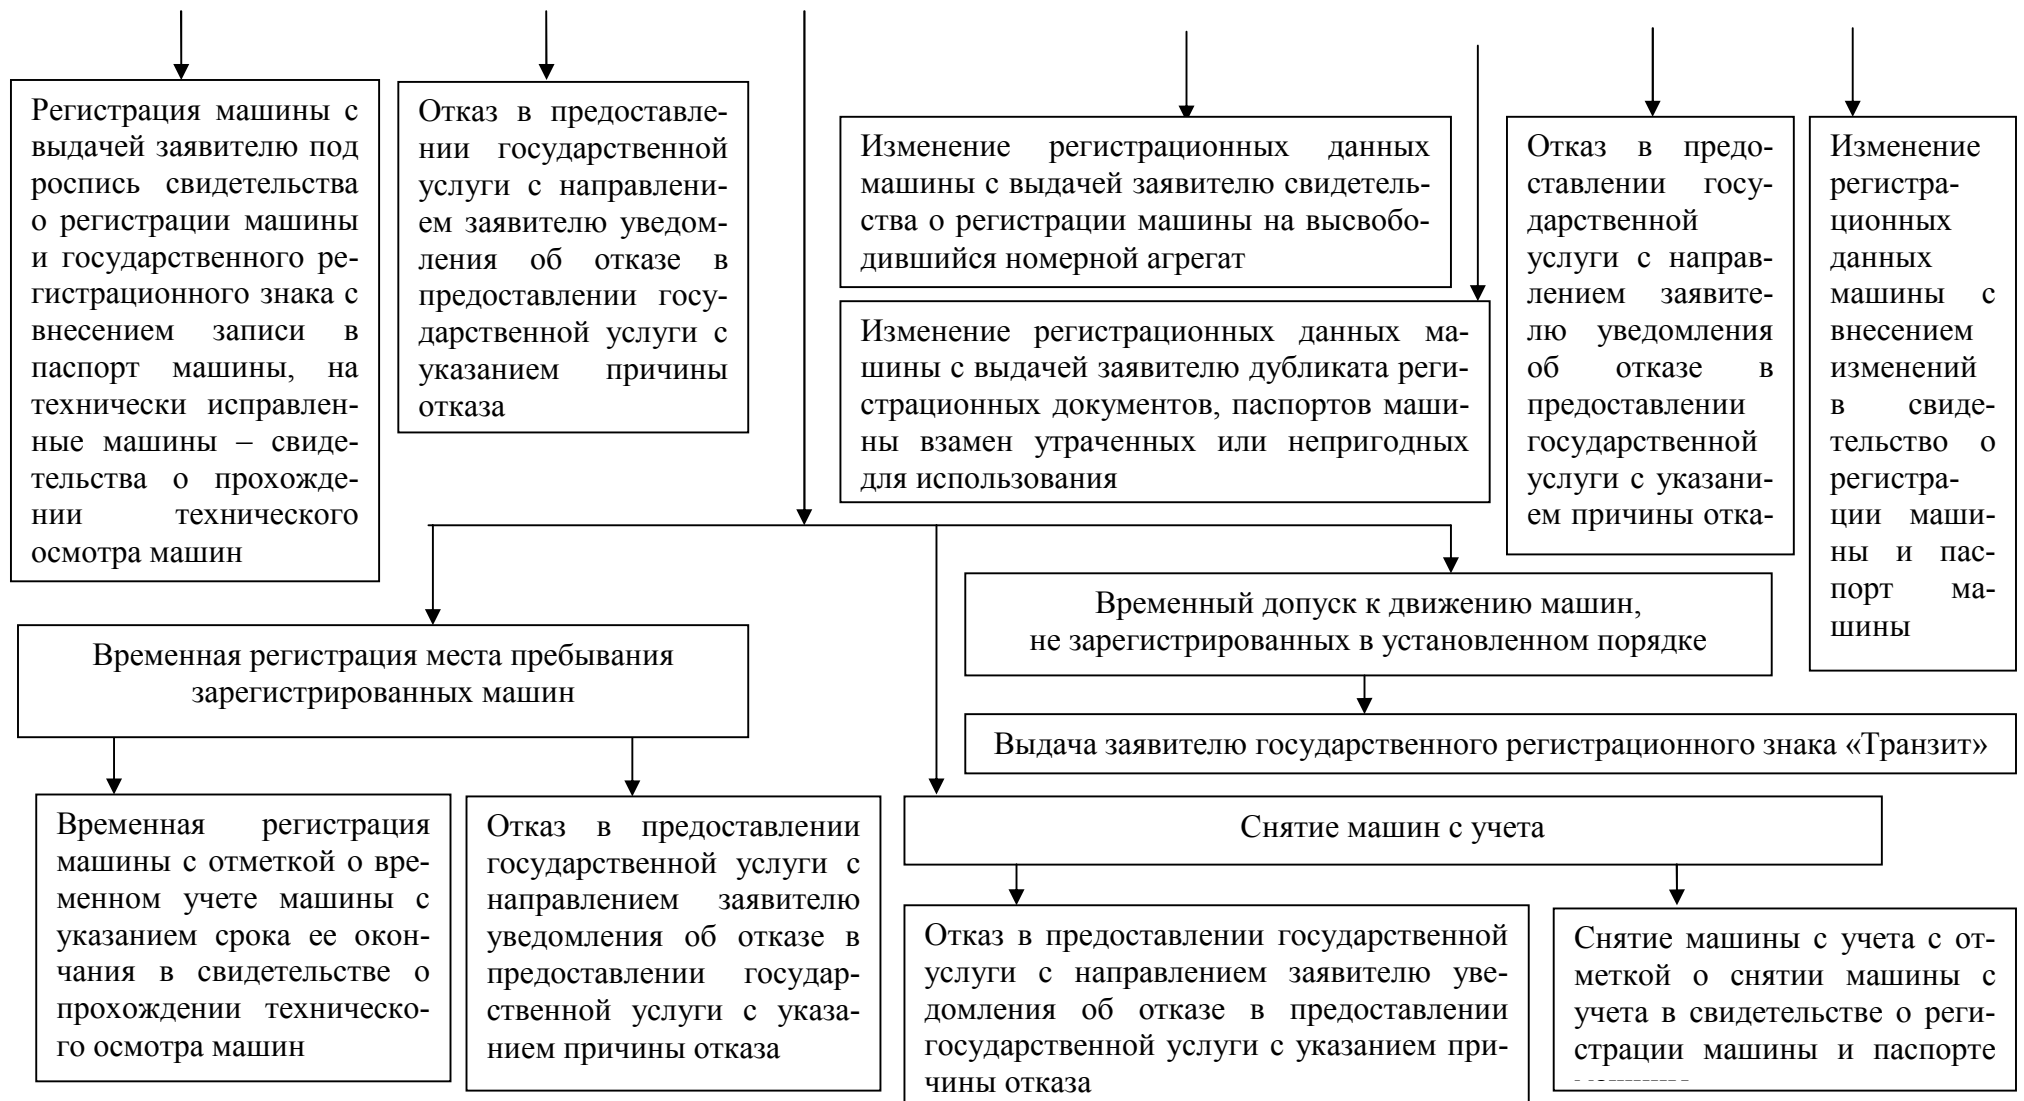 Регистрация машины с
выдачей заявителю под
роспись свидетельства
о регистрации машины
и государственного ре-
гистрационного знака с
внесением записи в
паспорт машины, на
технически исправлен-
ные машины – свиде-
тельства о прохожде-
нии технического
осмотра машин
Отказ в предоставле-
нии государственной
услуги с направлени-
ем заявителю уведом-
ления об отказе в
предоставлении госу-
дарственной услуги с
указанием причины
отказа
Изменение регистрационных данных
машины с выдачей заявителю свидетель-
ства о регистрации машины на высвобо-
дившийся номерной агрегат
Изменение регистрационных данных ма-
шины с выдачей заявителю дубликата реги-
страционных документов, паспортов маши-
ны взамен утраченных или непригодных
для использования
Отказ в предо-
ставлении госу-
дарственной
услуги с направ-
лением заявите-
лю уведомления
об отказе в
предоставлении
государственной
услуги с указани-
ем причины отка-
Изменение
регистра-
ционных
данных
машины с
внесением
изменений
в свиде-
тельство о
регистра-
ции маши-
ны и пас-
порт ма-
шины
Временный допуск к движению машин,
не зарегистрированных в установленном порядке
Временная регистрация места пребывания
зарегистрированных машин
Выдача заявителю государственного регистрационного знака «Транзит»
Временная регистрация
машины с отметкой о вре-
менном учете машины с
указанием срока ее окон-
чания в свидетельстве о
прохождении техническо-
го осмотра машин
Отказ в предоставлении
государственной услуги с
направлением заявителю
уведомления об отказе в
предоставлении государ-
ственной услуги с указа-
нием причины отказа
Снятие машин с учета
Отказ в предоставлении государственной
услуги с направлением заявителю уве-
домления об отказе в предоставлении
государственной услуги с указанием при-
чины отказа
Снятие машины с учета с от-
меткой о снятии машины с
учета в свидетельстве о реги-
страции машины и паспорте